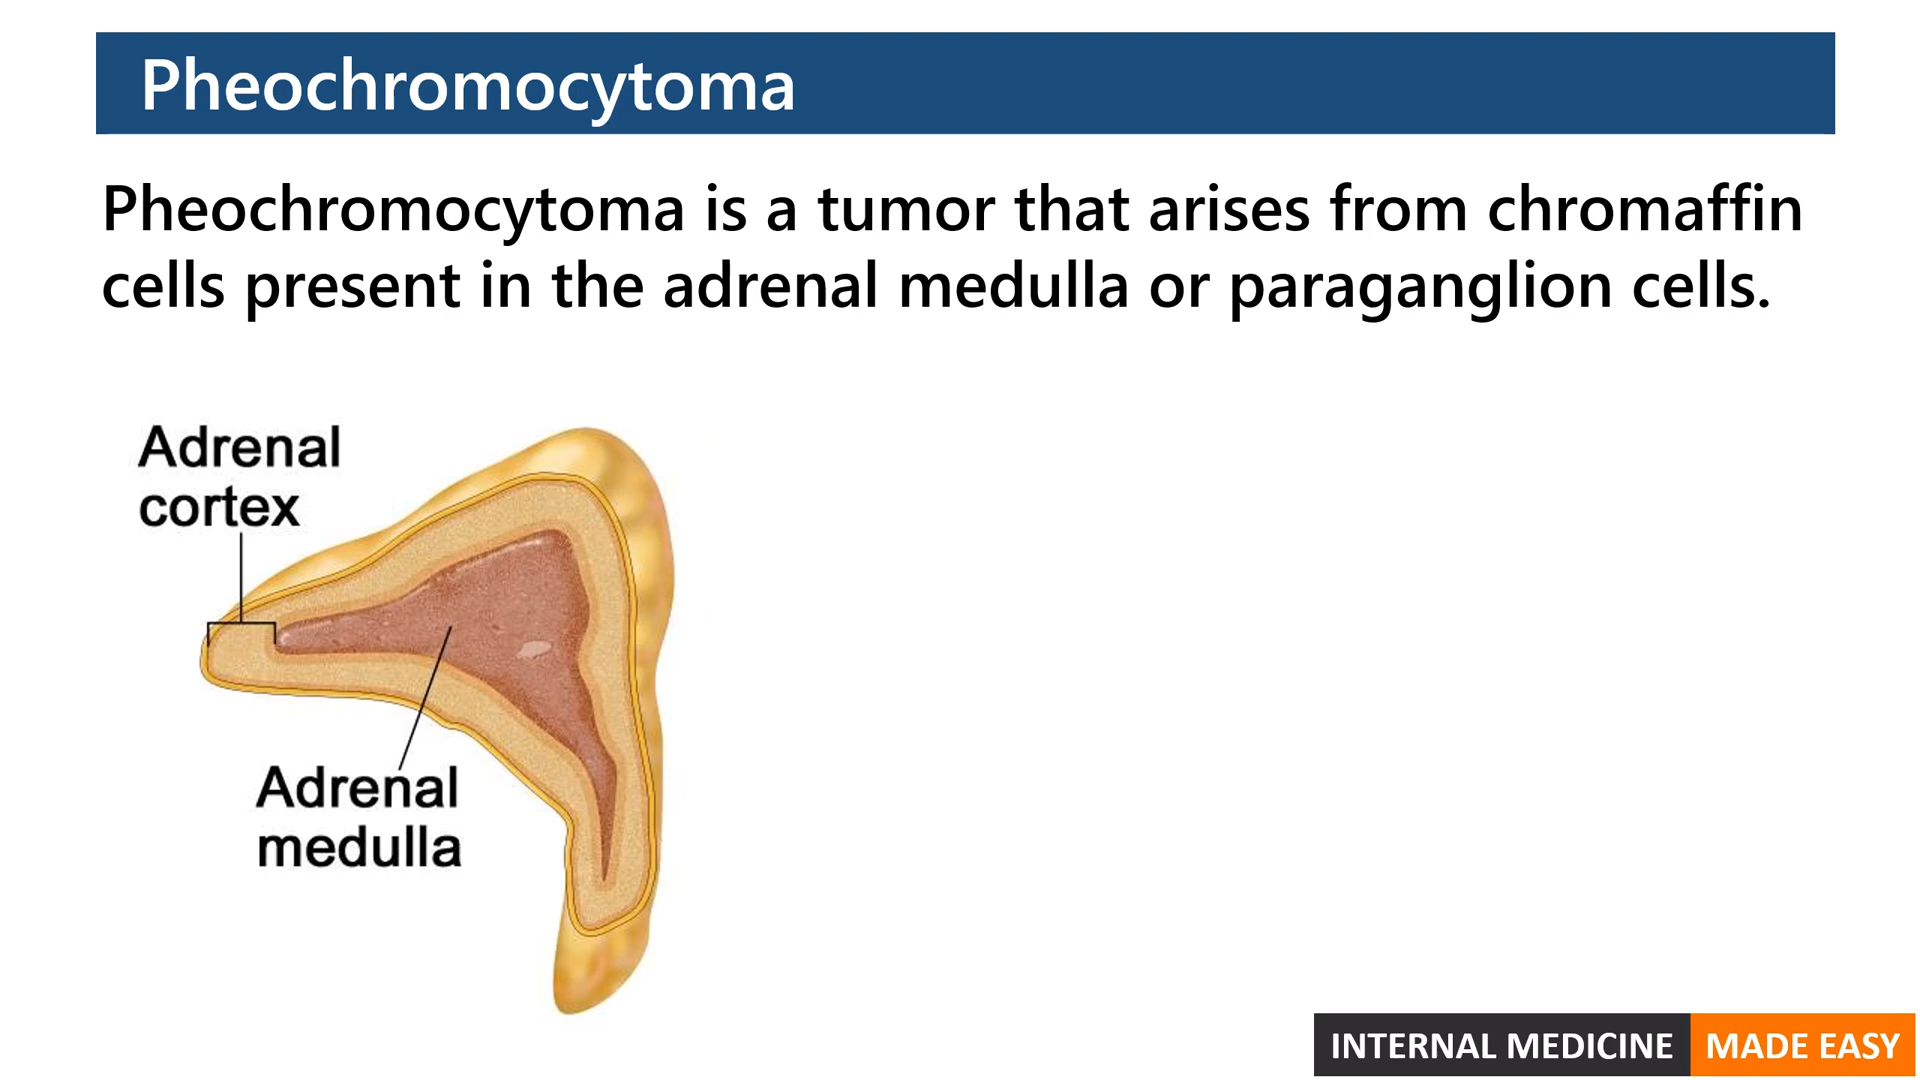 Pheochromocytoma
Pheochromocytoma is a tumor that arises from chromaffin
cells present in the adrenal medulla or paraganglion cells.
Adrenal
cortex
Adrenal
medulla
INTERNAL MEDICINE MADE EASY